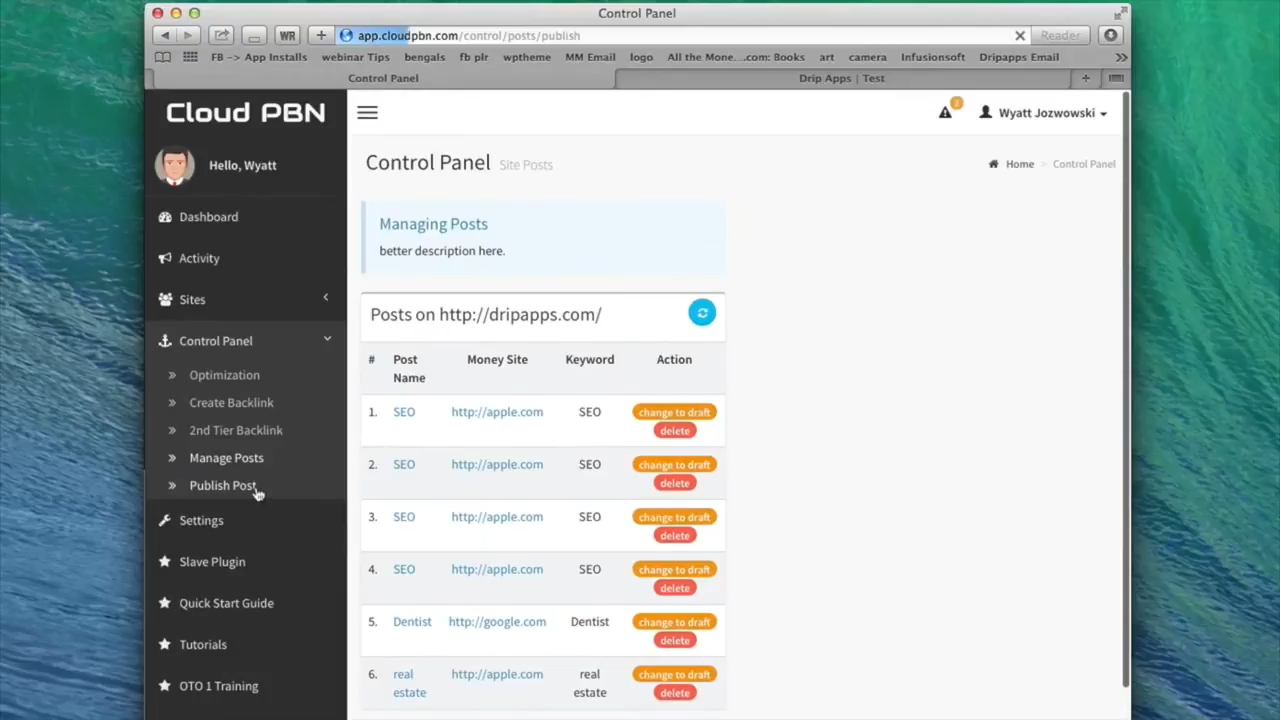 Control Panel
WR
+
app.cloudpbn.com/control/posts/publish
Reader
FB -> App Installs
webinar Tips
bengals
fb plr
wptheme
MM Email
logo
All the Mone....com: Books
art
camera
Infusionsoft
Dripapps Email
>>
Control Panel
Drip Apps | Test
+
Cloud PBN
2
Wyatt Jozwowski
Hello, Wyatt
Control Panel Site Posts
Home > Control Panel
Dashboard
Activity
Sites
Control Panel
Optimization
Create Backlink
2nd Tier Backlink
Manage Posts
Publish Post
Settings
Slave Plugin
Quick Start Guide
Tutorials
OTO 1 Training
Managing Posts
better description here.
Posts on http://dripapps.com/
# Post Name Money Site Keyword Action
1. SEO http://apple.com SEO change to draft
delete
2. SEO http://apple.com SEO change to draft
delete
3. SEO http://apple.com SEO change to draft
delete
4. SEO http://apple.com SEO change to draft
delete
5. Dentist http://google.com Dentist change to draft
delete
6. real estate http://apple.com real estate change to draft
delete